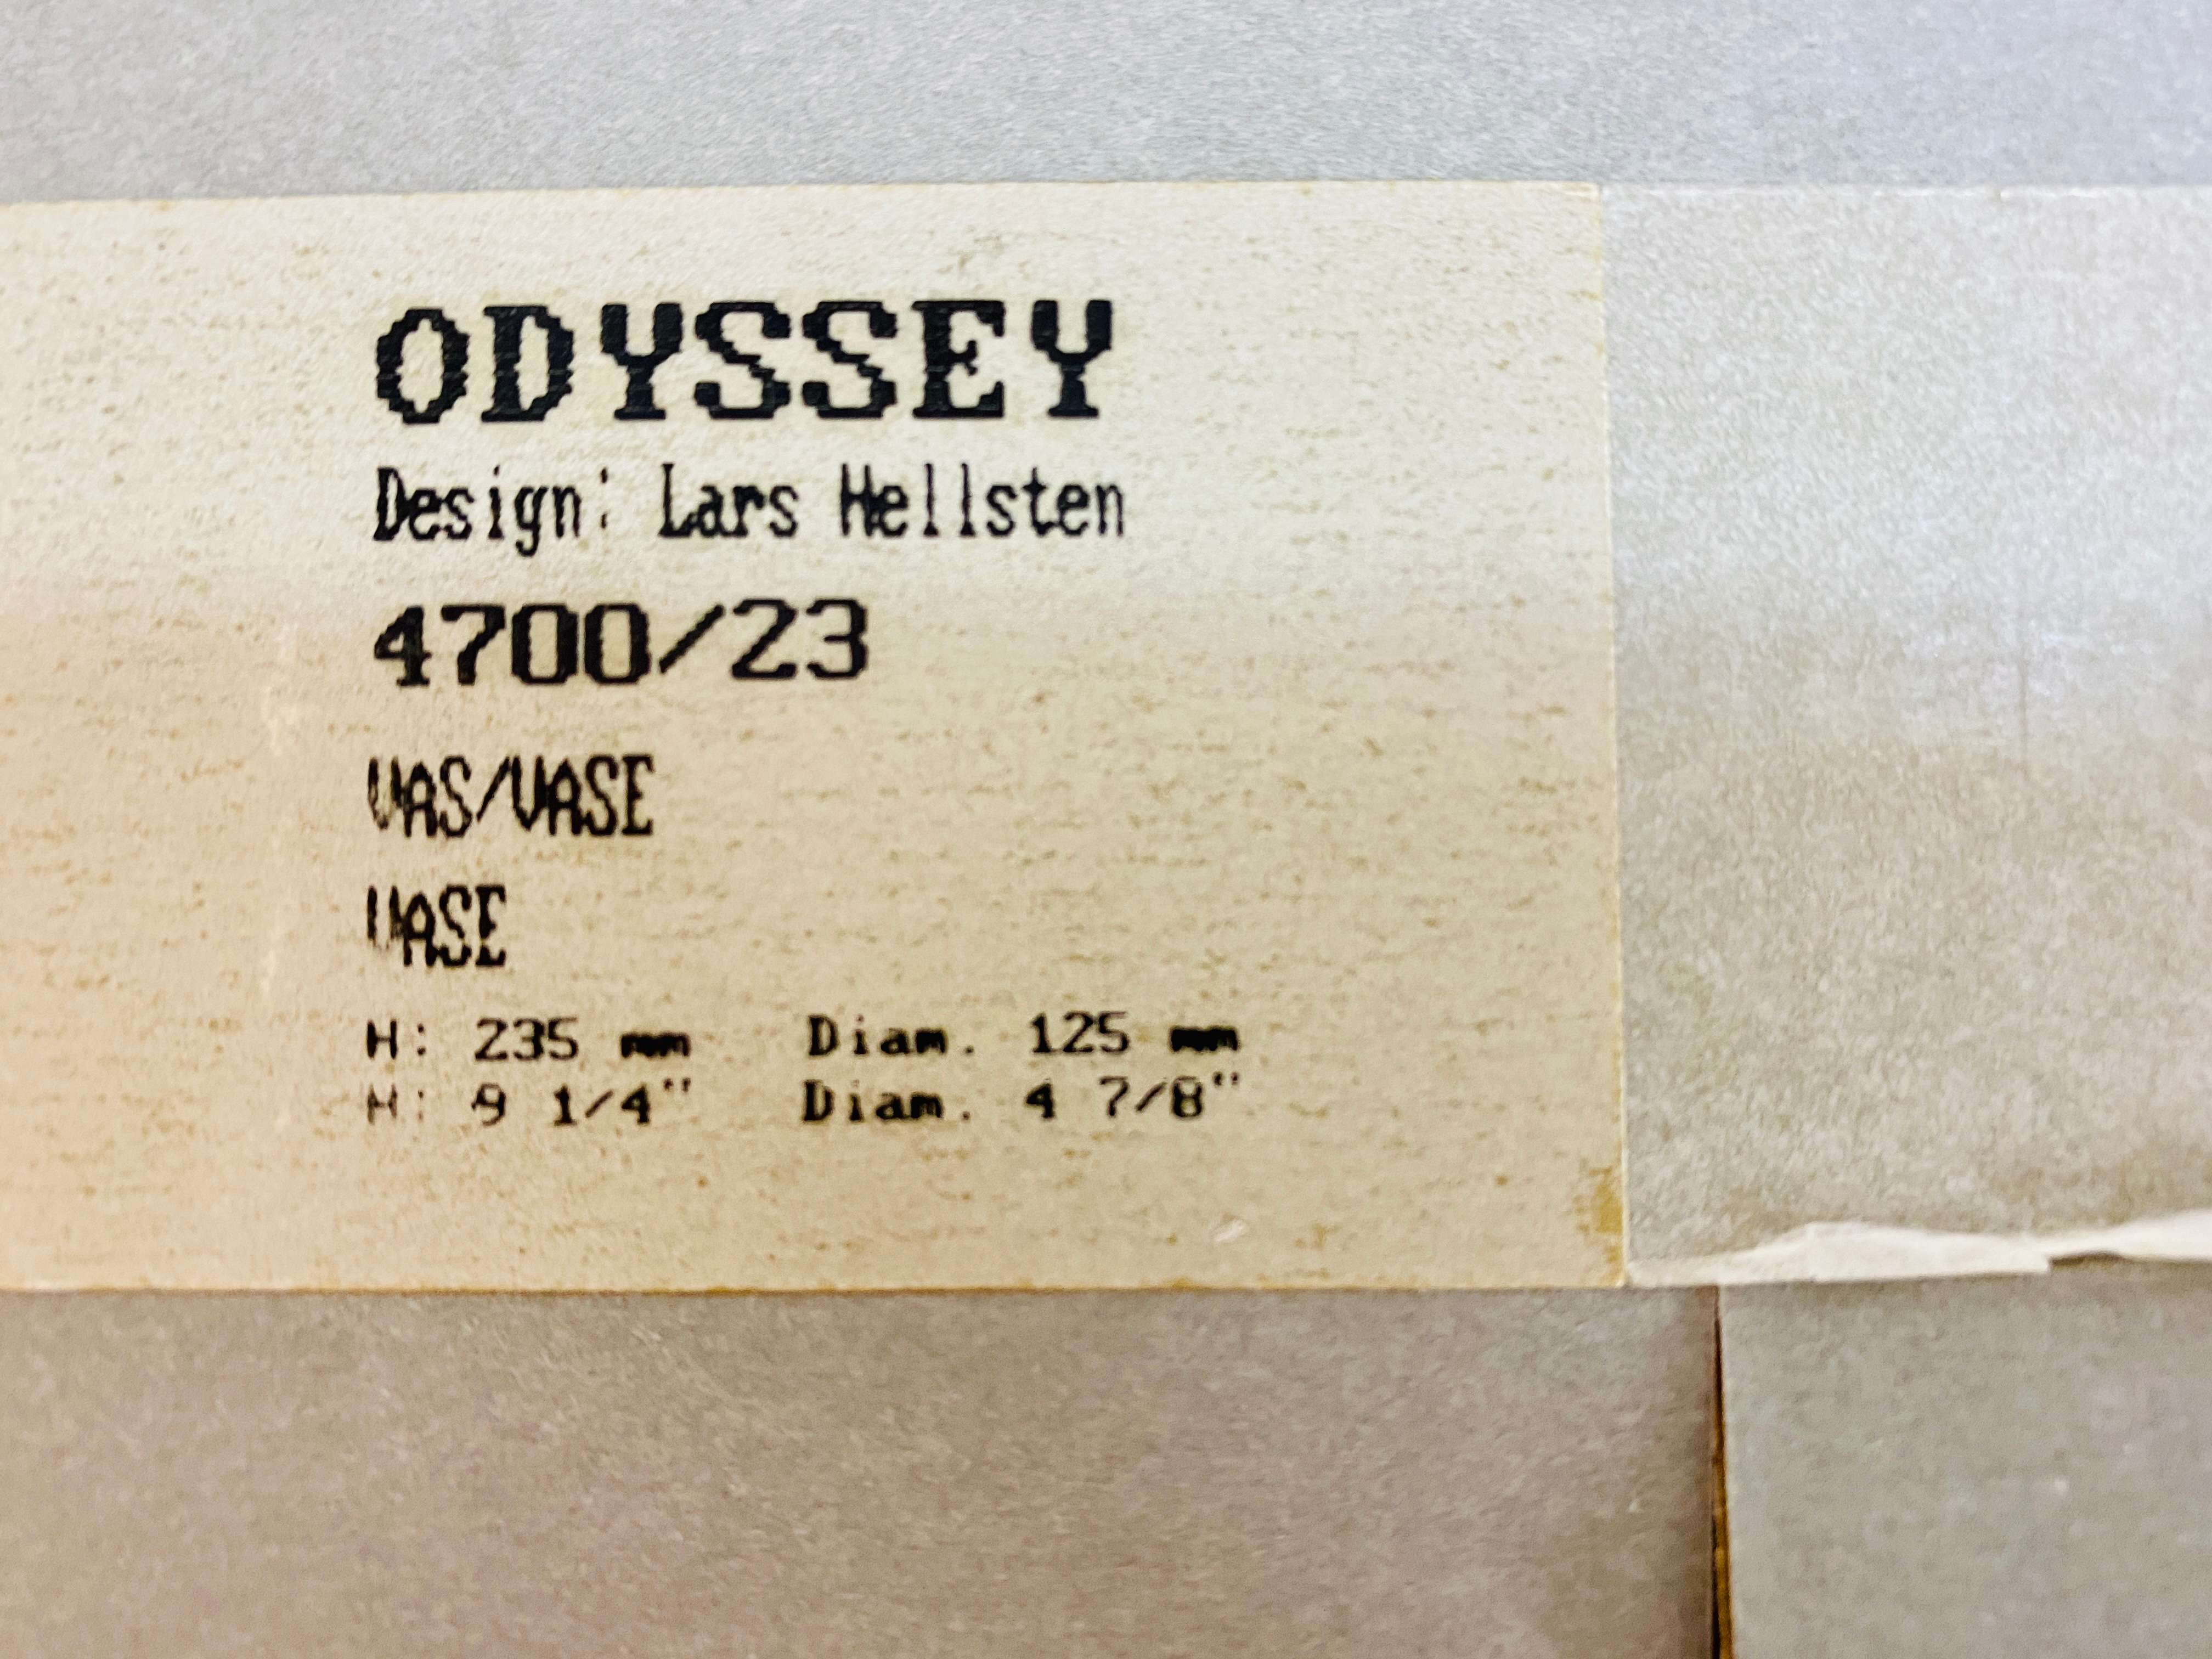 ODYSSEY
Design: Lars Hellsten
4700/23
VAS/VASE
VASE
H: 235 mm Diam. 125 mm
H: 9 1/4" Diam. 4 7/8"